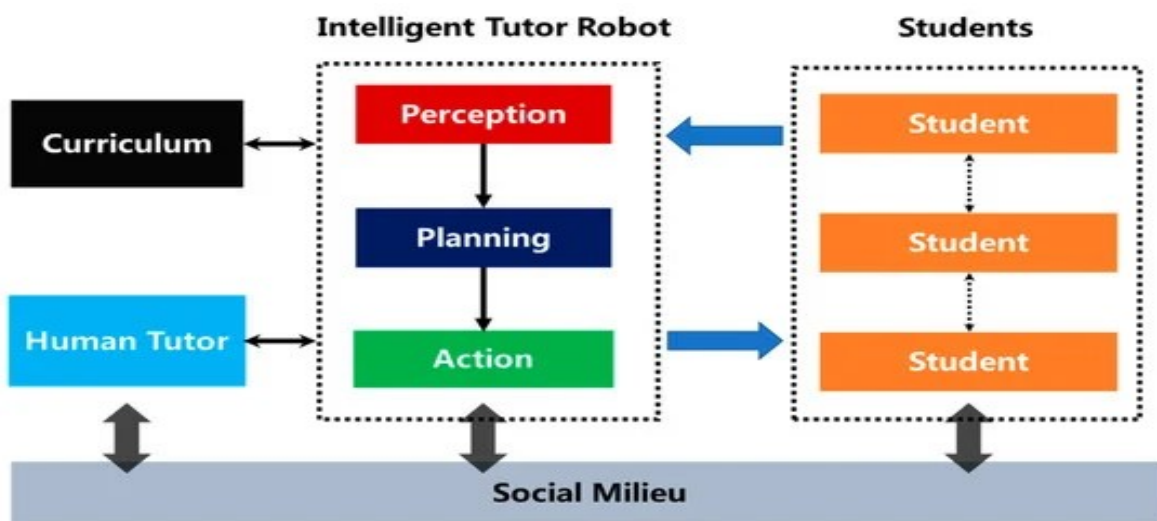 Intelligent Tutor Robot
Students
Curriculum
Perception
Student
Planning
Student
Human Tutor
Action
Student
Social Milieu